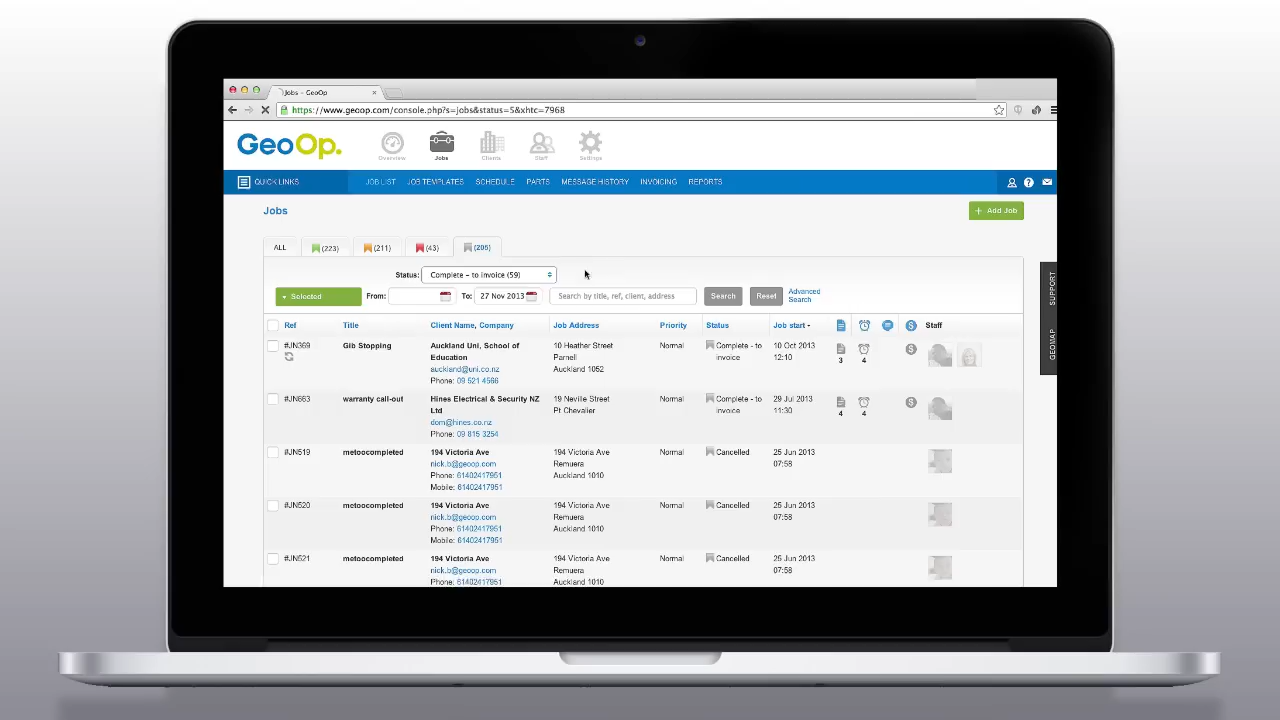 Jobs – GeoOp
https://www.geoop.com/console.php?s=jobs&status=5&xhtc=7968
GeoOp.
Overview Jobs Clients Staff Settings
QUICK LINKS JOB LIST JOB TEMPLATES SCHEDULE PARTS MESSAGE HISTORY INVOICING REPORTS
Jobs
+ Add Job
ALL (223) (211) (43) (205)
Status: Complete – to invoice (59)
Selected From: To: 27 Nov 2013 Search by title, ref, client, address Search Reset Advanced
Search
SUPPORT
GEOMAP
Ref Title Client Name, Company Job Address Priority Status Job start Staff
#JN369 Gib Stopping Auckland Uni, School of 10 Heather Street Normal Complete - to 10 Oct 2013
Education Parnell invoice 12:10
3 4
auckland@uni.co.nz Auckland 1052
Phone: 09 521 4566
#JN663 warranty call-out Hines Electrical & Security NZ 19 Neville Street Normal Complete - to 29 Jul 2013
Ltd Pt Chevalier invoice 11:30
4 4
dom@hines.co.nz
Phone: 09 815 3254
#JN519 metoocompleted 194 Victoria Ave 194 Victoria Ave Normal Cancelled 25 Jun 2013
nick.b@geoop.com Remuera 07:58
Phone: 61402417951 Auckland 1010
Mobile: 61402417951
#JN520 metoocompleted 194 Victoria Ave 194 Victoria Ave Normal Cancelled 25 Jun 2013
nick.b@geoop.com Remuera 07:58
Phone: 61402417951 Auckland 1010
Mobile: 61402417951
#JN521 metoocompleted 194 Victoria Ave 194 Victoria Ave Normal Cancelled 25 Jun 2013
nick.b@geoop.com Remuera 07:58
Phone: 61402417951 Auckland 1010